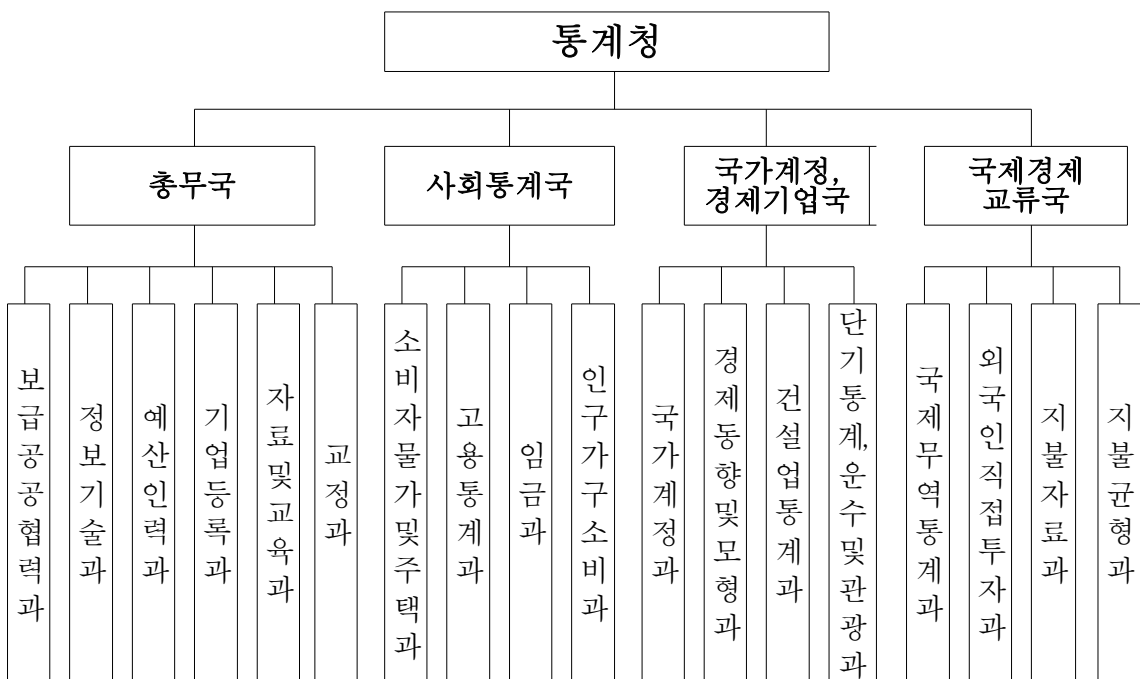 통계청
총무국
사회통계국
국가계정,
경제기업국
국제경제
교류국
보급공공협력과
정보기술과
예산인력과
기업등록과
자료및교육과
교정과
소비자물가및주택과
고용통계과
임금과
인구가구소비과
국가계정과
경제동향및모형과
건설업통계과
단기통계,운수및관광과
국제무역통계과
외국인직접투자과
지불자료과
지불균형과